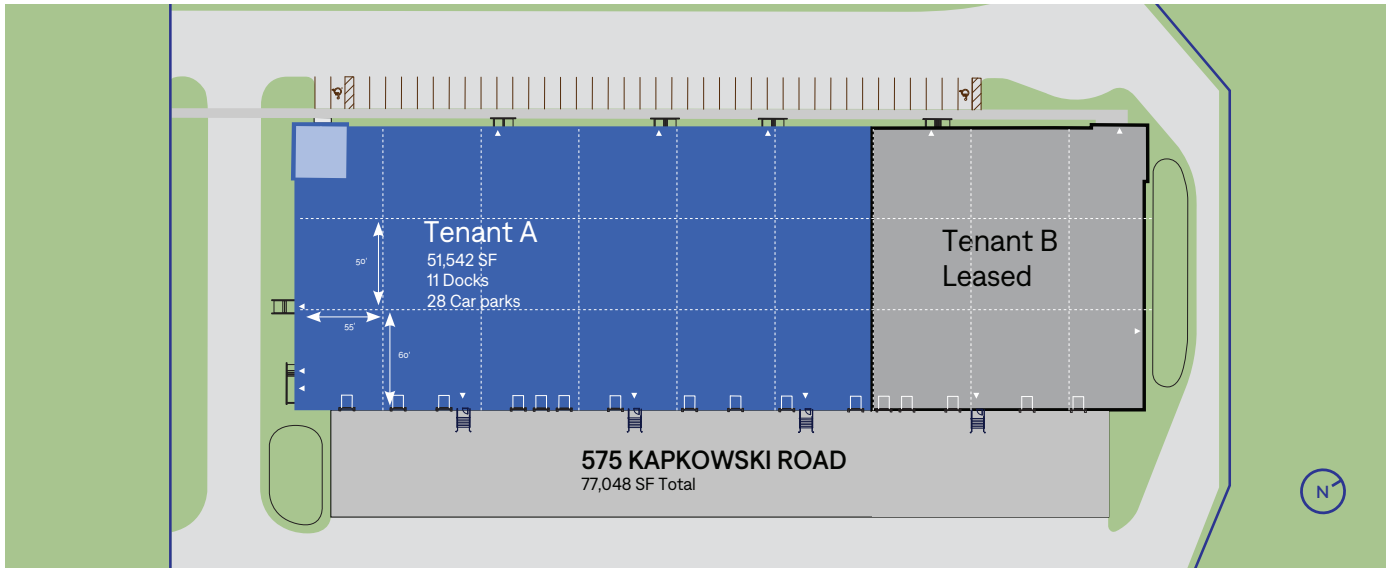 Tenant A
51,542 SF
11 Docks
28 Car parks
50'
55'
60'
Tenant B
Leased
575 KAPKOWSKI ROAD
77,048 SF Total
N